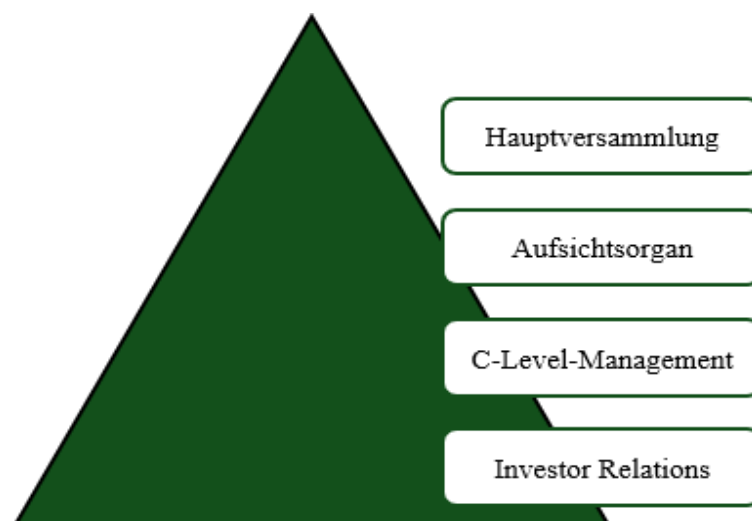 Hauptversammlung
Aufsichtsorgan
C-Level-Management
Investor Relations